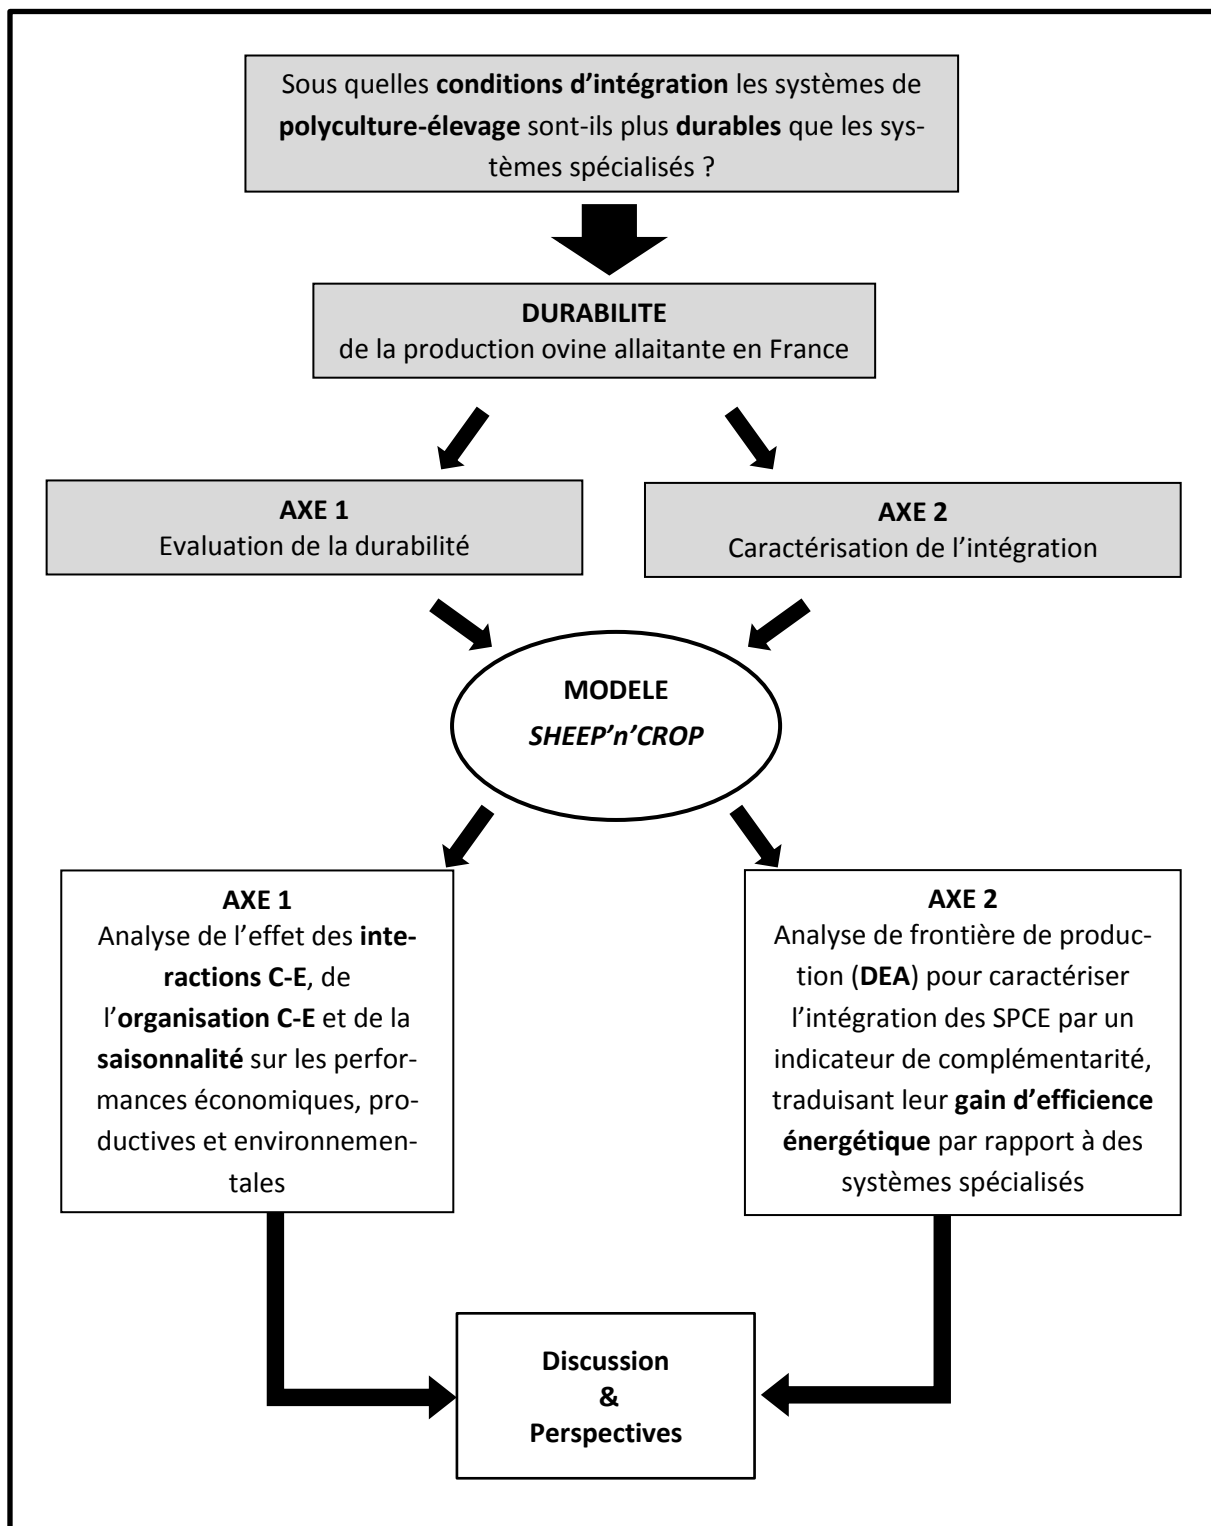 Sous quelles conditions d'intégration les systèmes de
polyculture-élevage sont-ils plus durables que les sys-
tèmes spécialisés ?
DURABILITE
de la production ovine allaitante en France
AXE 1
Evaluation de la durabilité
AXE 2
Caractérisation de l'intégration
MODELE
SHEEP'n'CROP
AXE 1
Analyse de l'effet des inte-
ractions C-E, de
l'organisation C-E et de la
saisonnalité sur les perfor-
mances économiques, pro-
ductives et environnemen-
tales
AXE 2
Analyse de frontière de produc-
tion (DEA) pour caractériser
l'intégration des SPCE par un
indicateur de complémentarité,
traduisant leur gain d'efficience
énergétique par rapport à des
systèmes spécialisés
Discussion
&
Perspectives